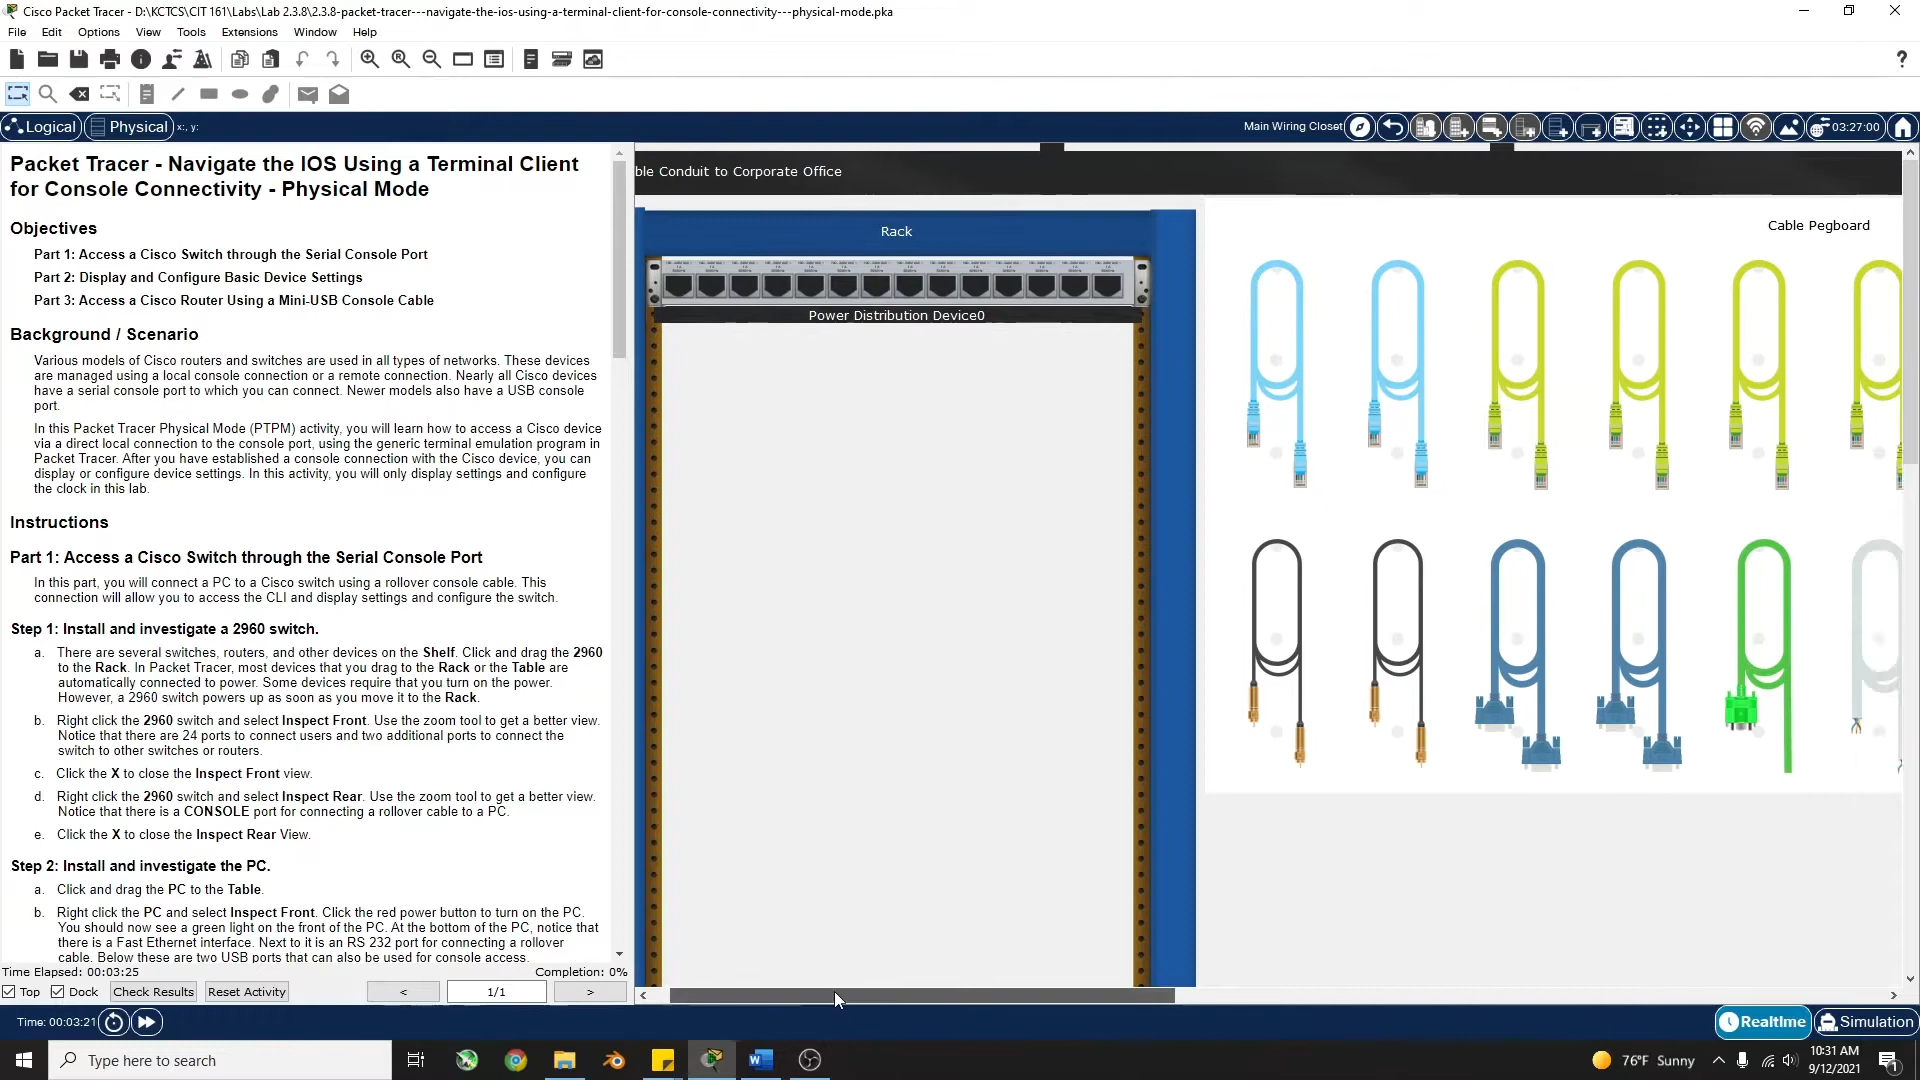 Cisco Packet Tracer - D:\KCTCS\CIT 161\Labs\Lab 2.3.8\2.3.8-packet-tracer---navigate-the-ios-using-a-terminal-client-for-console-connectivity---physical-mode.pka
File Edit Options View Tools Extensions Window Help
Logical Physical x:, y: Main Wiring Closet 03:27:00
Packet Tracer - Navigate the IOS Using a Terminal Client
for Console Connectivity - Physical Mode
Objectives
Part 1: Access a Cisco Switch through the Serial Console Port
Part 2: Display and Configure Basic Device Settings
Part 3: Access a Cisco Router Using a Mini-USB Console Cable
Background / Scenario
Various models of Cisco routers and switches are used in all types of networks. These devices
are managed using a local console connection or a remote connection. Nearly all Cisco devices
have a serial console port to which you can connect. Newer models also have a USB console
port.
In this Packet Tracer Physical Mode (PTPM) activity, you will learn how to access a Cisco device
via a direct local connection to the console port, using the generic terminal emulation program in
Packet Tracer. After you have established a console connection with the Cisco device, you can
display or configure device settings. In this activity, you will only display settings and configure
the clock in this lab.
Instructions
Part 1: Access a Cisco Switch through the Serial Console Port
In this part, you will connect a PC to a Cisco switch using a rollover console cable. This
connection will allow you to access the CLI and display settings and configure the switch.
Step 1: Install and investigate a 2960 switch.
a. There are several switches, routers, and other devices on the Shelf. Click and drag the 2960
to the Rack. In Packet Tracer, most devices that you drag to the Rack or the Table are
automatically connected to power. Some devices require that you turn on the power.
However, a 2960 switch powers up as soon as you move it to the Rack.
b. Right click the 2960 switch and select Inspect Front. Use the zoom tool to get a better view.
Notice that there are 24 ports to connect users and two additional ports to connect the
switch to other switches or routers.
c. Click the X to close the Inspect Front view.
d. Right click the 2960 switch and select Inspect Rear. Use the zoom tool to get a better view.
Notice that there is a CONSOLE port for connecting a rollover cable to a PC.
e. Click the X to close the Inspect Rear View.
Step 2: Install and investigate the PC.
a. Click and drag the PC to the Table.
b. Right click the PC and select Inspect Front. Click the red power button to turn on the PC.
You should now see a green light on the front of the PC. At the bottom of the PC, notice that
there is a Fast Ethernet interface. Next to it is an RS 232 port for connecting a rollover
cable. Below these are two USB ports that can also be used for console access.
Time Elapsed: 00:03:25 Completion: 0%
Top Dock Check Results Reset Activity < 1/1 >
ble Conduit to Corporate Office
Rack
Power Distribution Device0
Cable Pegboard
Time: 00:03:21 Realtime Simulation
Type here to search
76°F Sunny
10:31 AM
9/12/2021
1